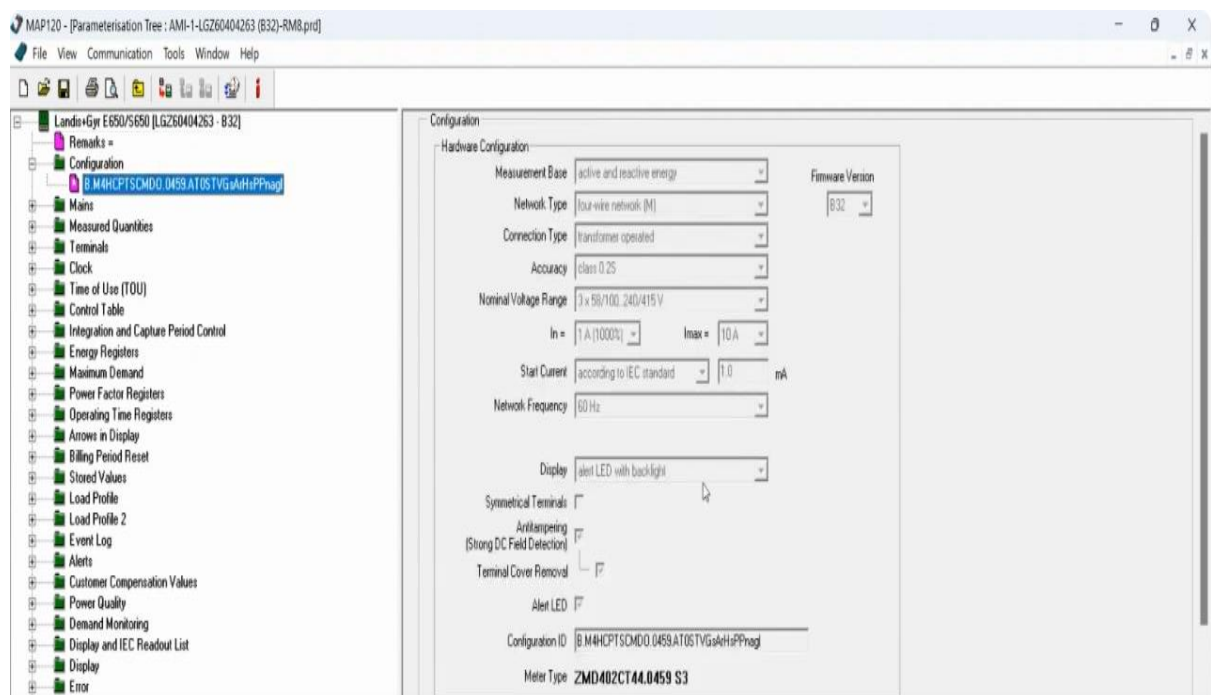 MAP120 - [Parameterisation Tree : AMI-1-LGZ60404263 (B32)-RM8.prd]
File View Communication Tools Window Help
Landis+Gyr E650/S650 [LGZ60404263 - B32]
Remarks =
Configuration
B.M4HCPTSCMDO.0459.AT0STVGsArHsPPnagl
Mains
Measured Quantities
Terminals
Clock
Time of Use (TOU)
Control Table
Integration and Capture Period Control
Energy Registers
Maximum Demand
Power Factor Registers
Operating Time Registers
Arrows in Display
Billing Period Reset
Stored Values
Load Profile
Load Profile 2
Event Log
Alerts
Customer Compensation Values
Power Quality
Demand Monitoring
Display and IEC Readout List
Display
Error
Configuration
Hardware Configuration
Measurement Base active and reactive energy
Firmware Version
Network Type four-wire network (M)
B32
Connection Type transformer operated
Accuracy class 0.2S
Nominal Voltage Range 3 x 58/100..240/415 V
In = 1 A (1000%) Imax = 10 A
Start Current according to IEC standard 1.0 mA
Network Frequency 60 Hz
Display alert LED with backlight
Symmetrical Terminals
Antitampering
(Strong DC Field Detection)
Terminal Cover Removal
Alert LED
Configuration ID B.M4HCPTSCMDO.0459.AT0STVGsArHsPPnagl
Meter Type ZMD402CT44.0459 S3